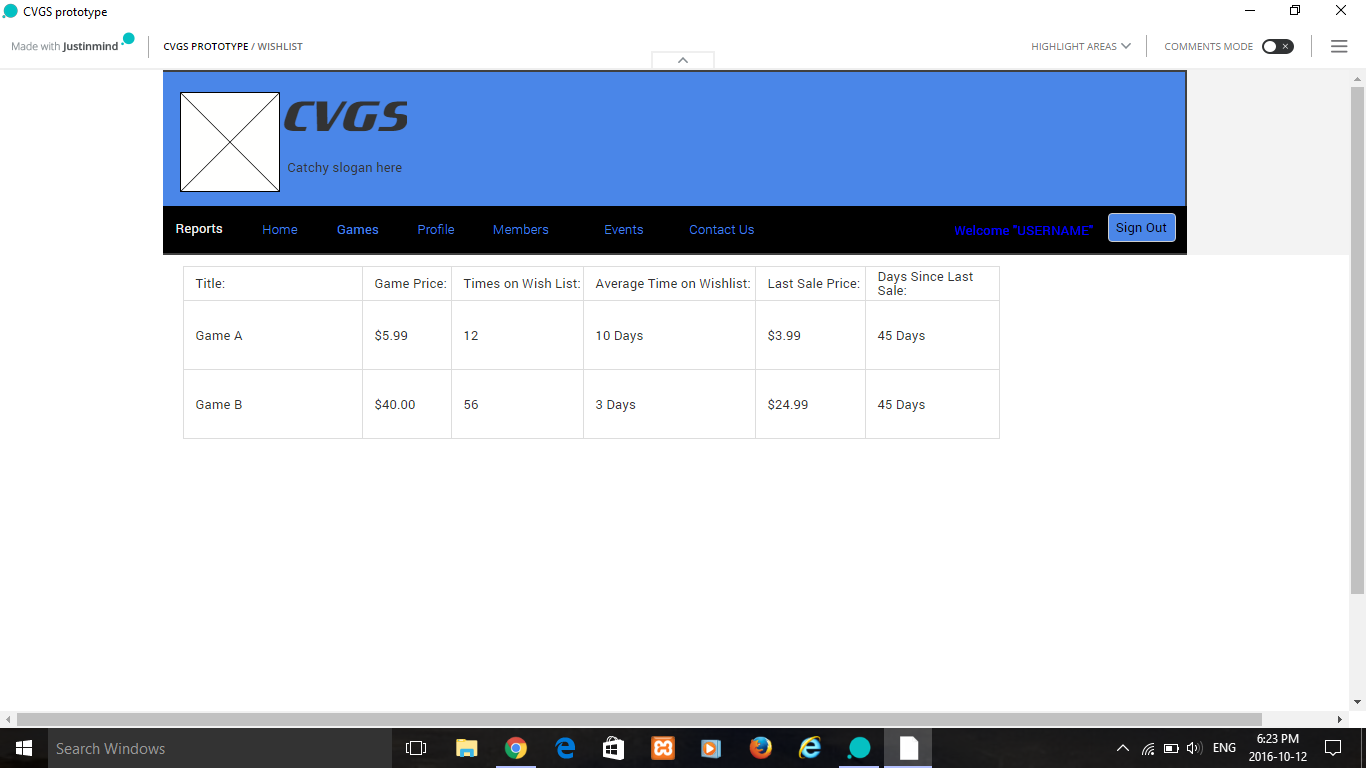 CVGS prototype
Made with Justinmind
CVGS PROTOTYPE / WISHLIST
HIGHLIGHT AREAS
COMMENTS MODE
CVGS
Catchy slogan here
Reports Home Games Profile Members Events Contact Us Welcome "USERNAME" Sign Out
Title: Game Price: Times on Wish List: Average Time on Wishlist: Last Sale Price: Days Since Last
Sale:
Game A $5.99 12 10 Days $3.99 45 Days
Game B $40.00 56 3 Days $24.99 45 Days
Search Windows
ENG
6:23 PM
2016-10-12